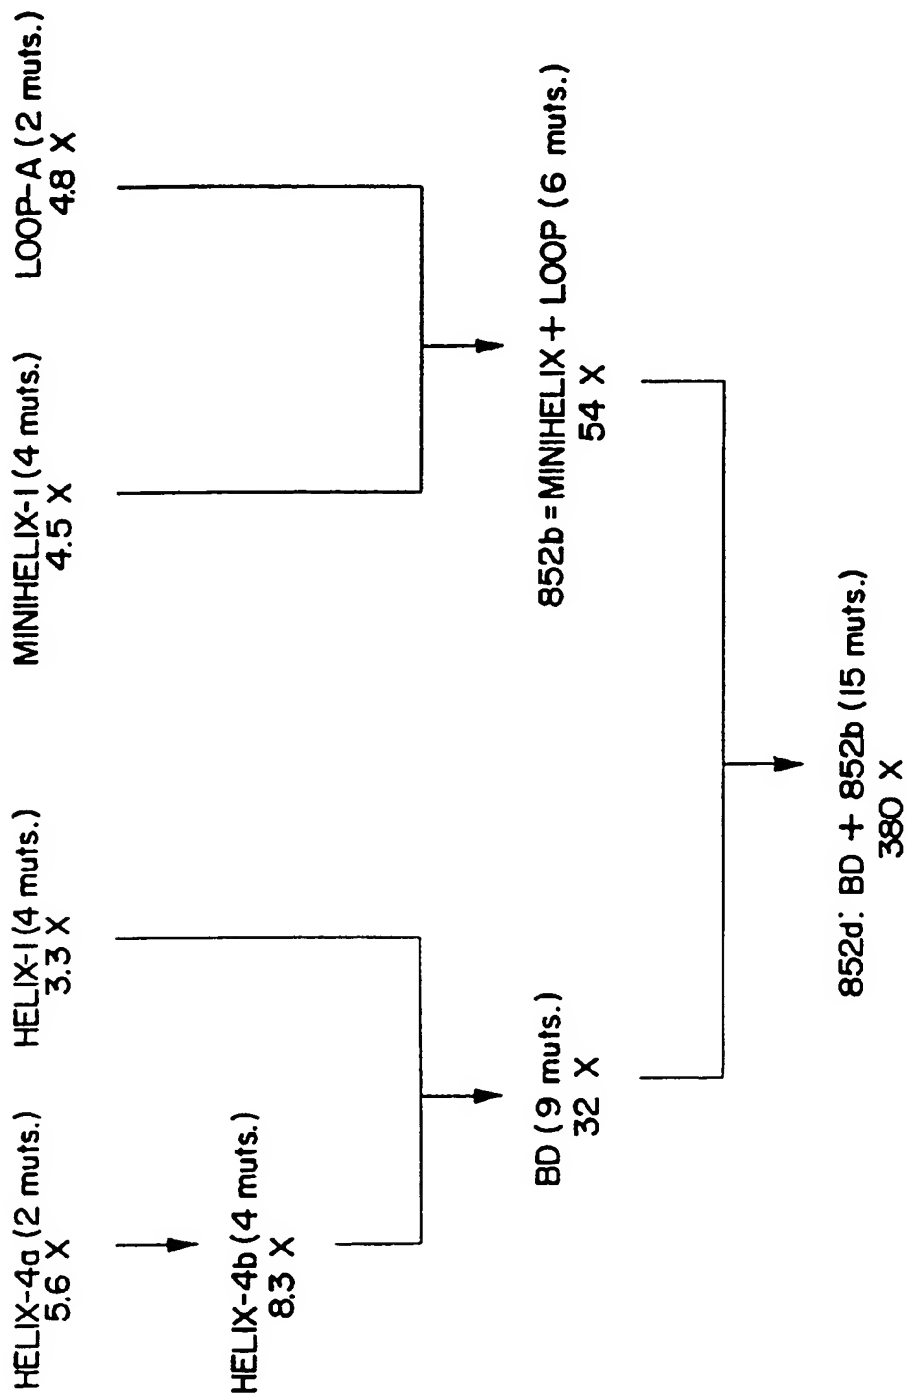 HELIX-4a (2 muts.)
5.6 X
HELIX-1 (4 muts.)
3.3 X
MINIHELIX-1 (4 muts.)
4.5 X
LOOP-A (2 muts.)
4.8 X
HELIX-4b (4 muts.)
8.3 X
BD (9 muts.)
32 X
852b = MINIHELIX + LOOP (6 muts.)
54 X
852d: BD + 852b (15 muts.)
380 X